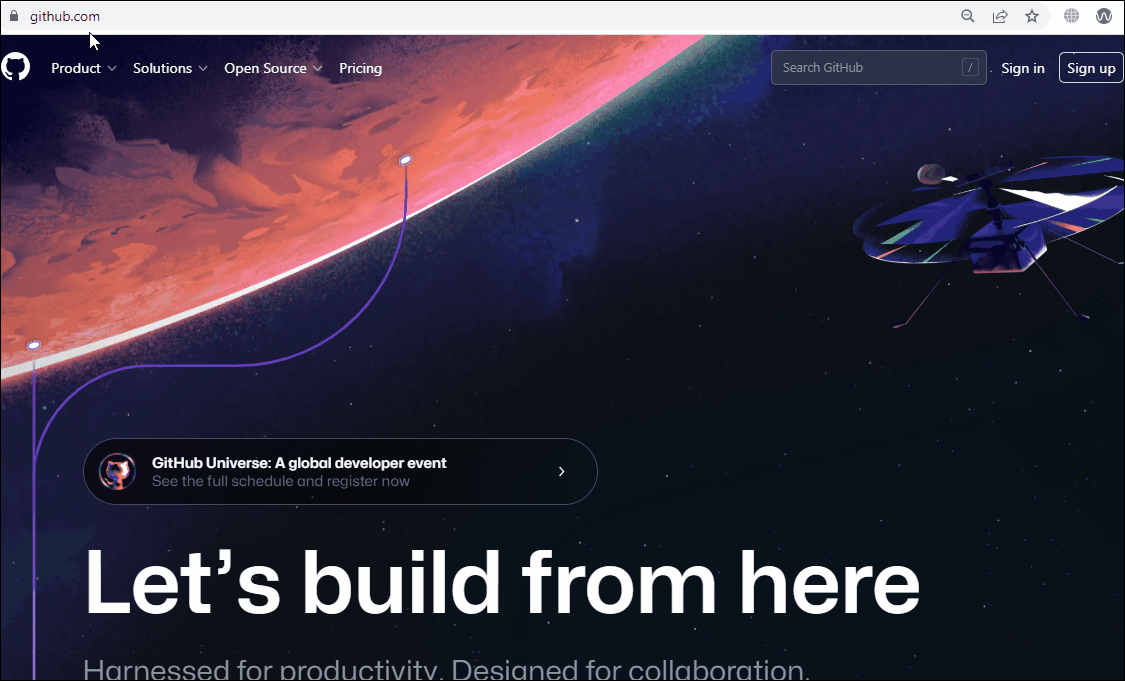 github.com
Product Solutions Open Source Pricing Search GitHub / Sign in Sign up
GitHub Universe: A global developer event
See the full schedule and register now
Let's build from here
Harnessed for productivity. Designed for collaboration.